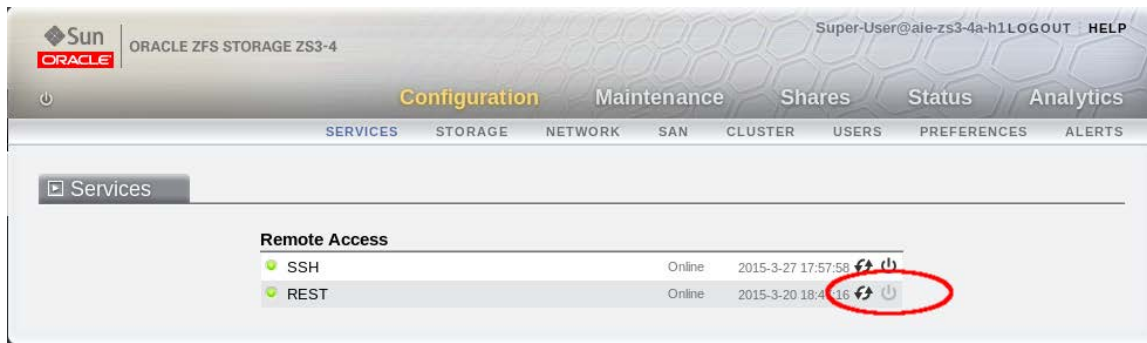 Sun
ORACLE
ORACLE ZFS STORAGE ZS3-4
Super-User@aie-zs3-4a-h1LOGOUT HELP
Configuration Maintenance Shares Status Analytics
SERVICES STORAGE NETWORK SAN CLUSTER USERS PREFERENCES ALERTS
Services
Remote Access
SSH Online 2015-3-27 17:57:58
REST Online 2015-3-20